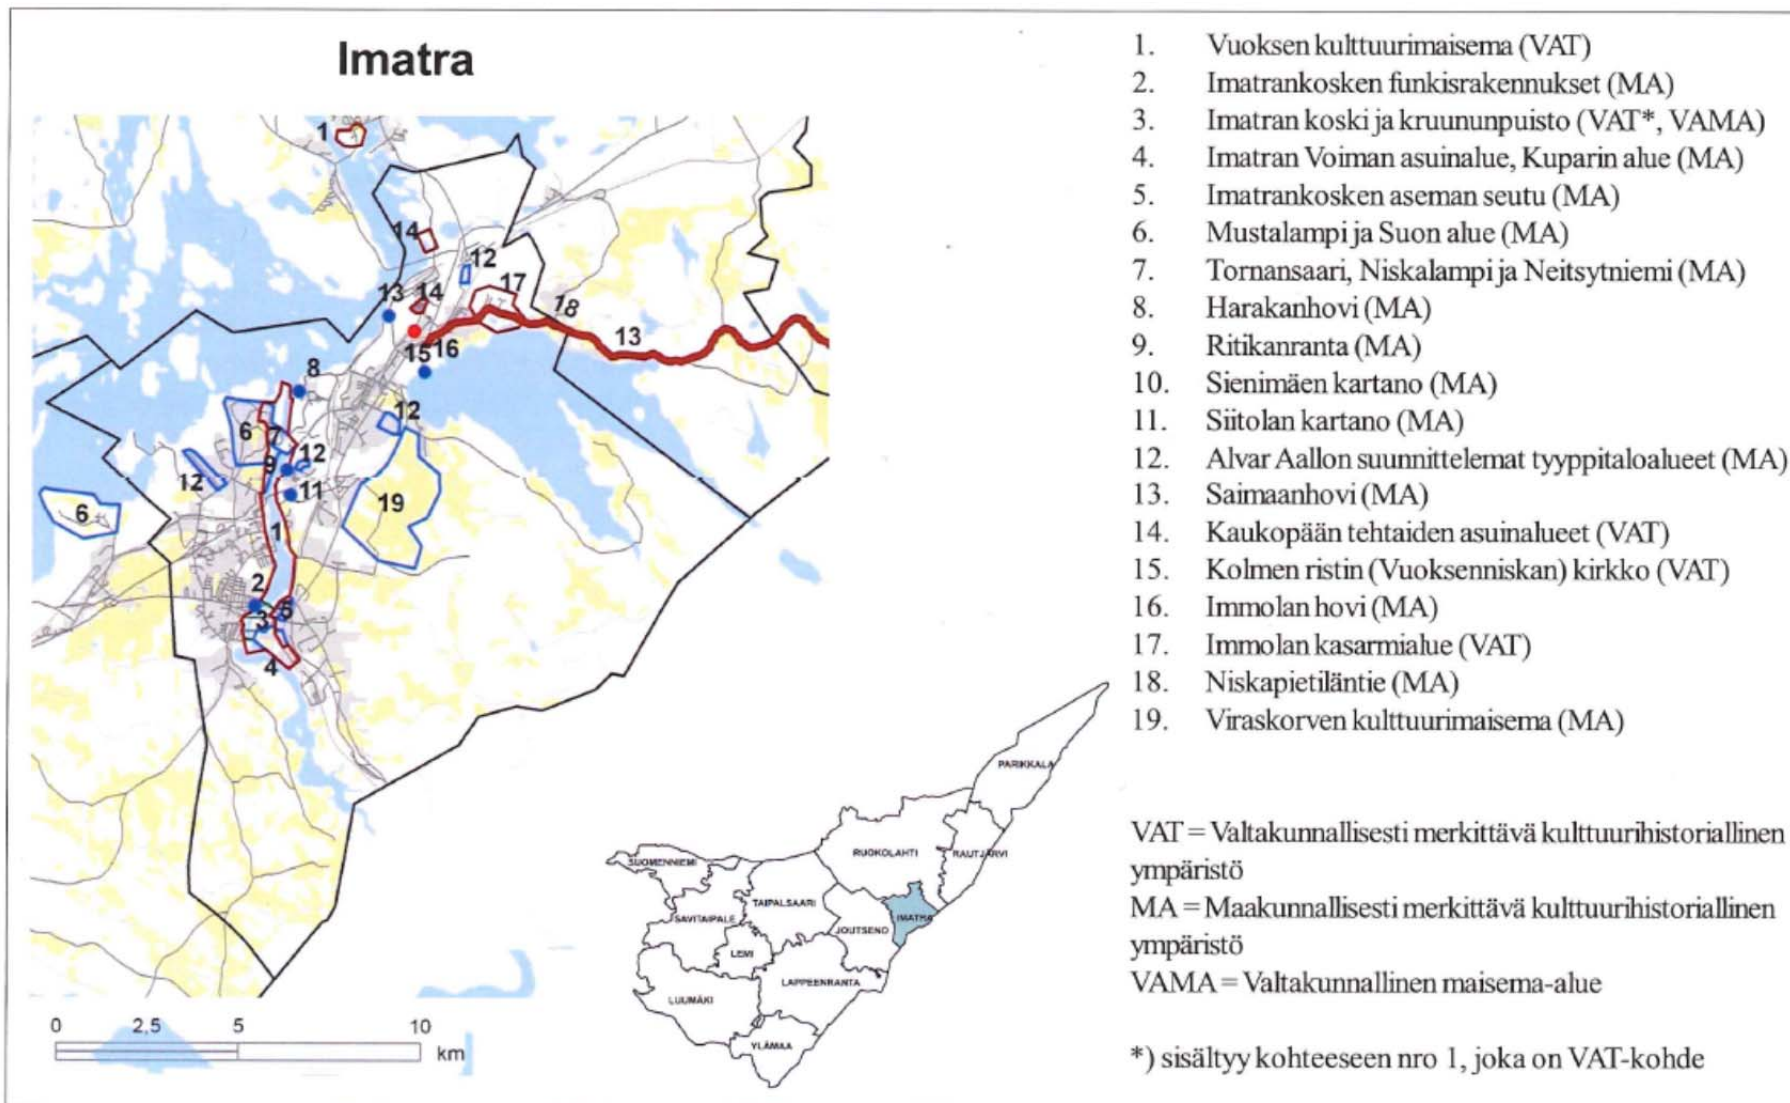 Imatra
1
14
12
17
13
14
18
13
15
16
8
12
6
7
12
9
12
11
19
6
1
2
5
3
4
0 2,5 5 10
km
1. Vuoksen kulttuurimaisema (VAT)
2. Imatrankosken funkisrakennukset (MA)
3. Imatran koski ja kruununpuisto (VAT*, VAMA)
4. Imatran Voiman asuinalue, Kuparin alue (MA)
5. Imatrankosken aseman seutu (MA)
6. Mustalampi ja Suon alue (MA)
7. Tornansaari, Niskalampi ja Neitsytniemi (MA)
8. Harakanhovi (MA)
9. Ritikanranta (MA)
10. Sienimäen kartano (MA)
11. Siitolan kartano (MA)
12. Alvar Aallon suunnittelemat tyyppitaloalueet (MA)
13. Saimaanhovi (MA)
14. Kaukopään tehtaiden asuinalueet (VAT)
15. Kolmen ristin (Vuoksenniskan) kirkko (VAT)
16. Immolan hovi (MA)
17. Immolan kasarmialue (VAT)
18. Niskapietiläntie (MA)
19. Viraskorven kulttuurimaisema (MA)
PARIKKALA
RUOKOLAHTI
RAUTJÄRVI
SUOMENNIEMI
TAIPALSAARI
SAVITAIPALE
IMATRA
JOUTSENO
LEMI
LAPPEENRANTA
LUUMÄKI
YLÄMAA
VAT = Valtakunnallisesti merkittävä kulttuurihistoriallinen
ympäristö
MA = Maakunnallisesti merkittävä kulttuurihistoriallinen
ympäristö
VAMA = Valtakunnallinen maisema-alue
*) sisältyy kohteeseen nro 1, joka on VAT-kohde